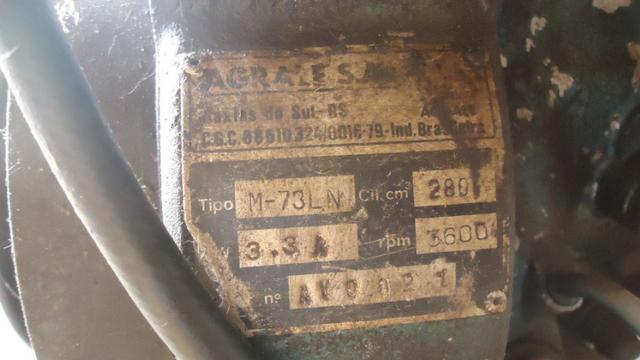 AGRALE S.A.
Caxias do Sul-RS
C.G.C. 88 610 324/0016-79-Ind. Brasileira
Tipo M-73LN Cil. cm³ 280
3.3 A rpm 3600
nº